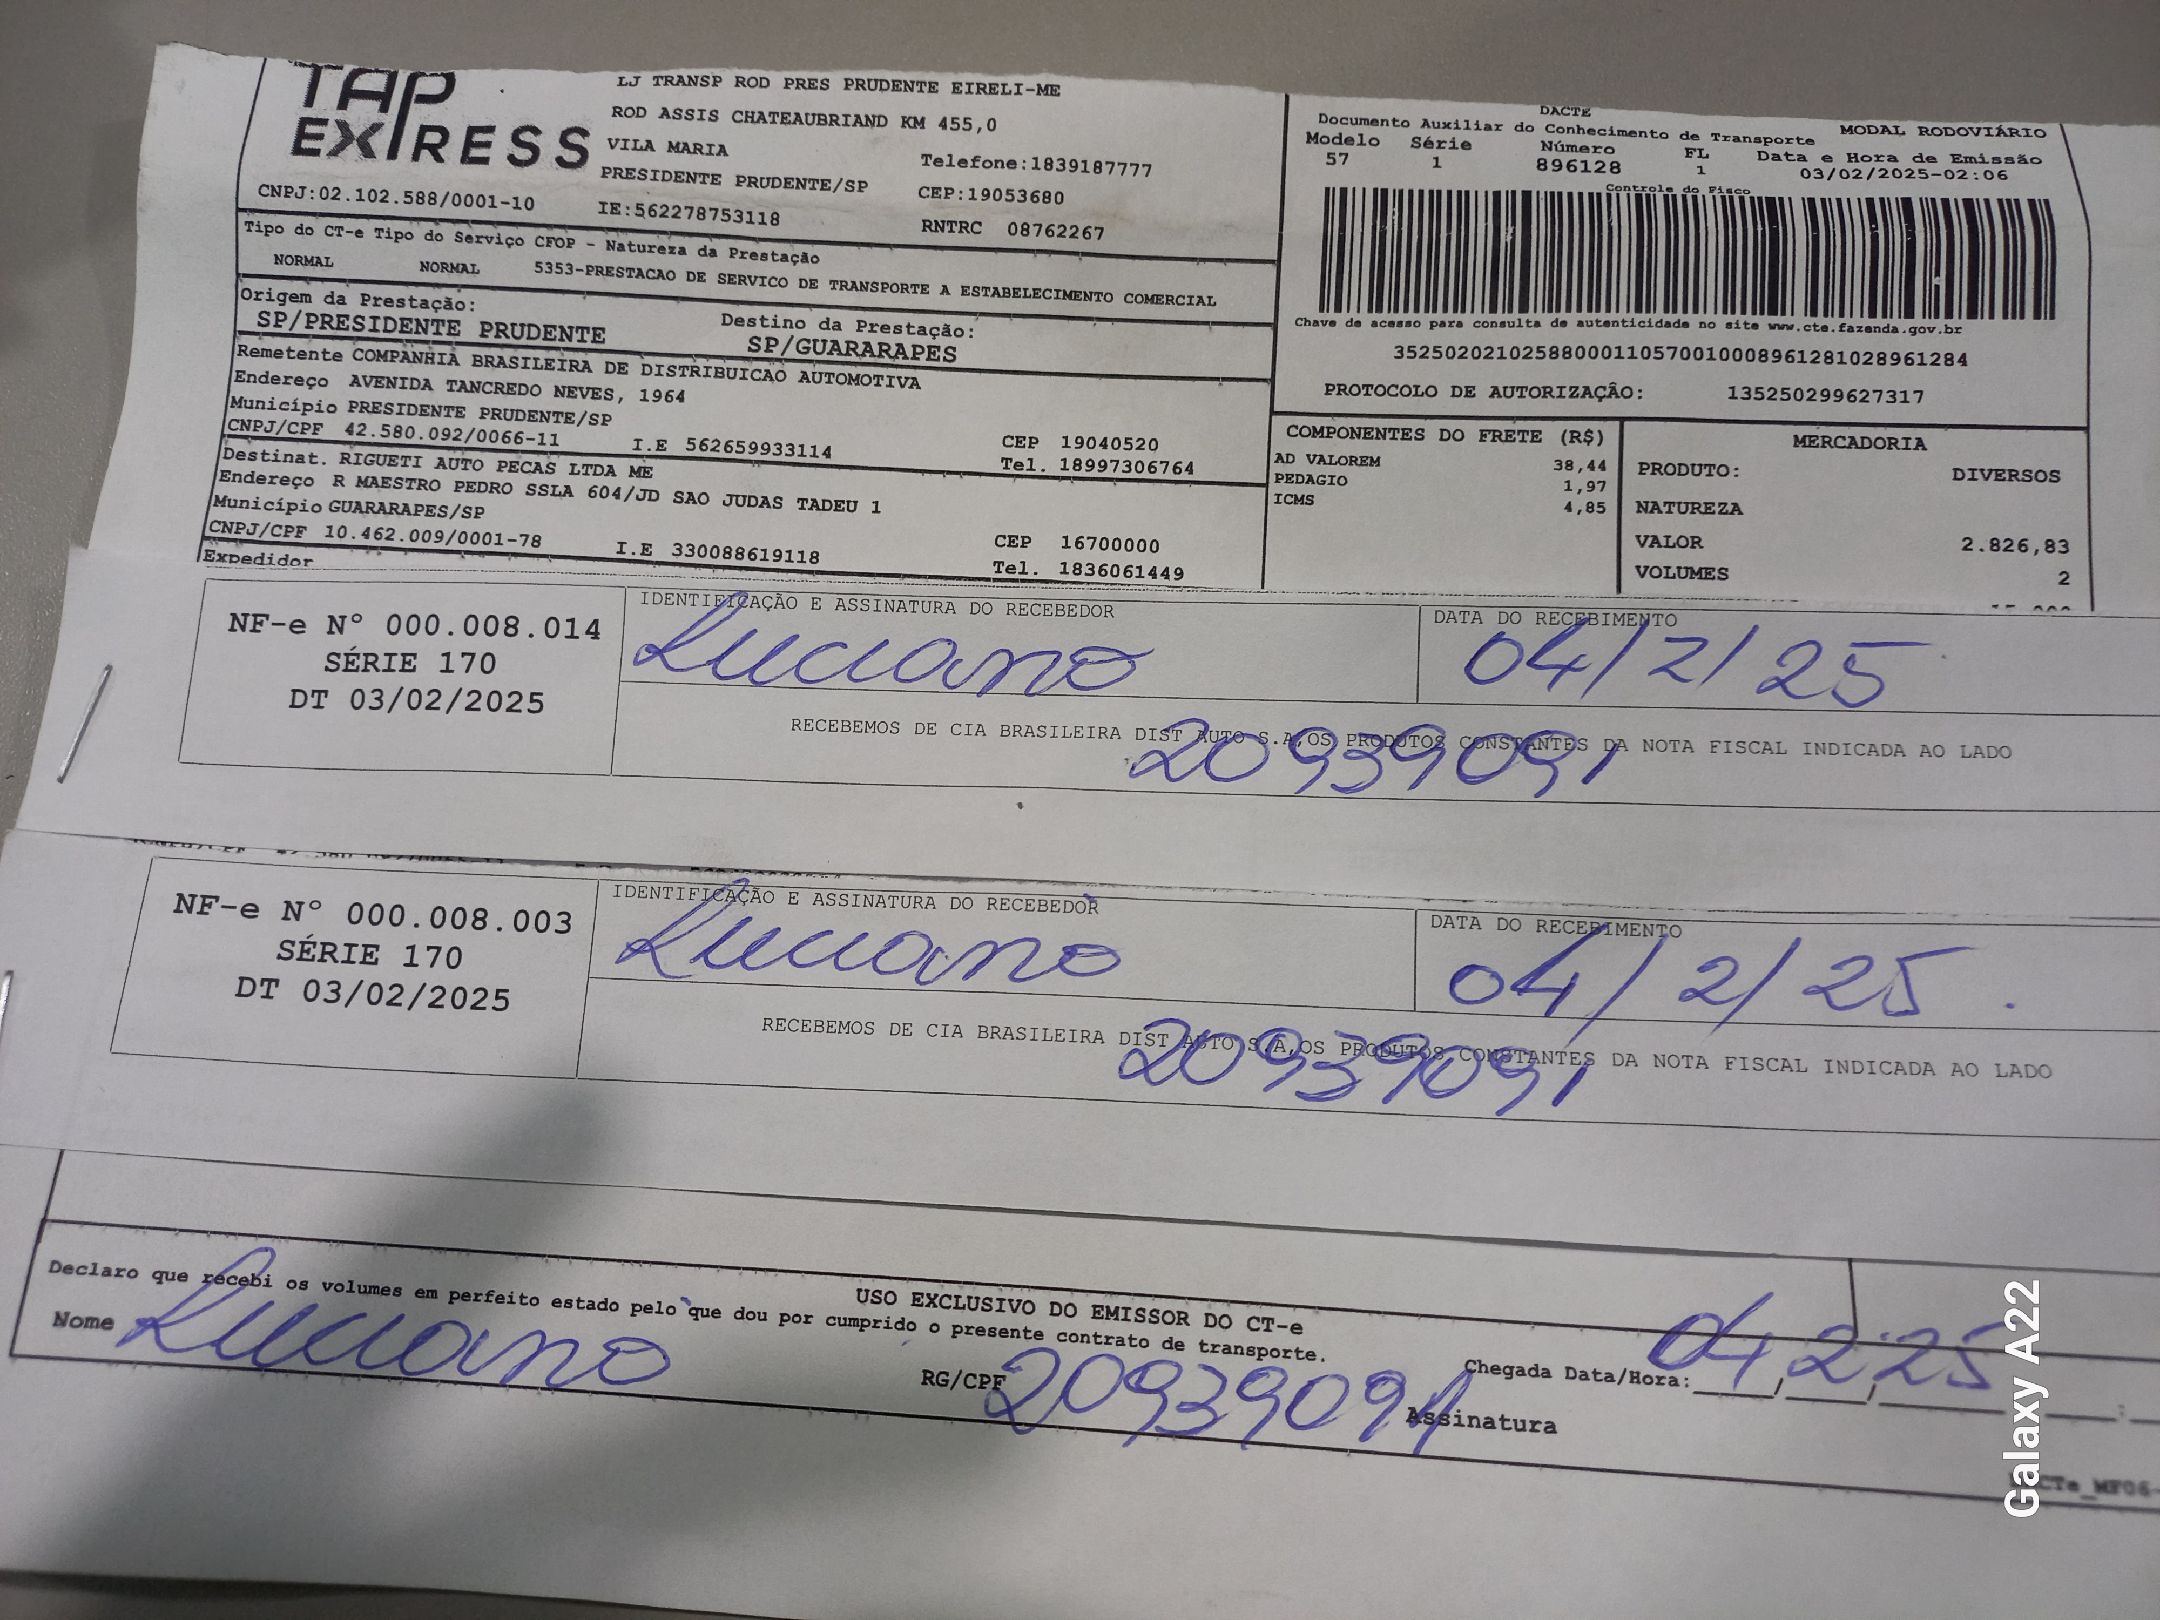 TAP EXPRESS
LJ TRANSP ROD PRES PRUDENTE EIRELI-ME
ROD ASSIS CHATEAUBRIAND KM 455,0
VILA MARIA Telefone:1839187777
PRESIDENTE PRUDENTE/SP CEP:19053680
CNPJ:02.102.588/0001-10 IE:562278753118 RNTRC 08762267
Tipo do CT-e Tipo do Serviço CFOP - Natureza da Prestação
NORMAL NORMAL 5353-PRESTACAO DE SERVICO DE TRANSPORTE A ESTABELECIMENTO COMERCIAL
Origem da Prestação: Destino da Prestação:
SP/PRESIDENTE PRUDENTE SP/GUARARAPES
Remetente COMPANHIA BRASILEIRA DE DISTRIBUICAO AUTOMOTIVA
Endereço AVENIDA TANCREDO NEVES, 1964
Município PRESIDENTE PRUDENTE/SP CEP 19040520
CNPJ/CPF 42.580.092/0066-11 I.E 562659933114 Tel. 18997306764
Destinat. RIGUETI AUTO PECAS LTDA ME
Endereço R MAESTRO PEDRO SSLA 604/JD SAO JUDAS TADEU 1
Município GUARARAPES/SP CEP 16700000
CNPJ/CPF 10.462.009/0001-78 I.E 330088619118 Tel. 1836061449
Expedidor
DACTE
Documento Auxiliar do Conhecimento de Transporte MODAL RODOVIÁRIO
Modelo Série Número FL Data e Hora de Emissão
57 1 896128 1 03/02/2025-02:06
Controle do Fisco
Chave de acesso para consulta de autenticidade no site www.cte.fazenda.gov.br
35250202102588000110570010008961281028961284
PROTOCOLO DE AUTORIZAÇÃO: 135250299627317
COMPONENTES DO FRETE (R$)
AD VALOREM 38,44
PEDAGIO 1,97
ICMS 4,85
MERCADORIA
PRODUTO: DIVERSOS
NATUREZA
VALOR 2.826,83
VOLUMES 2
NF-e Nº 000.008.014
SÉRIE 170
DT 03/02/2025
IDENTIFICAÇÃO E ASSINATURA DO RECEBEDOR
Luciano
DATA DO RECEBIMENTO
04/2/25
RECEBEMOS DE CIA BRASILEIRA DIST AUTO S.A,OS PRODUTOS CONSTANTES DA NOTA FISCAL INDICADA AO LADO
20939091
NF-e Nº 000.008.003
SÉRIE 170
DT 03/02/2025
IDENTIFICAÇÃO E ASSINATURA DO RECEBEDOR
Luciano
DATA DO RECEBIMENTO
04/2/25
RECEBEMOS DE CIA BRASILEIRA DIST AUTO S.A,OS PRODUTOS CONSTANTES DA NOTA FISCAL INDICADA AO LADO
20939091
USO EXCLUSIVO DO EMISSOR DO CT-e
Declaro que recebi os volumes em perfeito estado pelo que dou por cumprido o presente contrato de transporte.
Nome Luciano RG/CPF 20939091 Chegada Data/Hora: 04 2 25
Assinatura
Galaxy A22